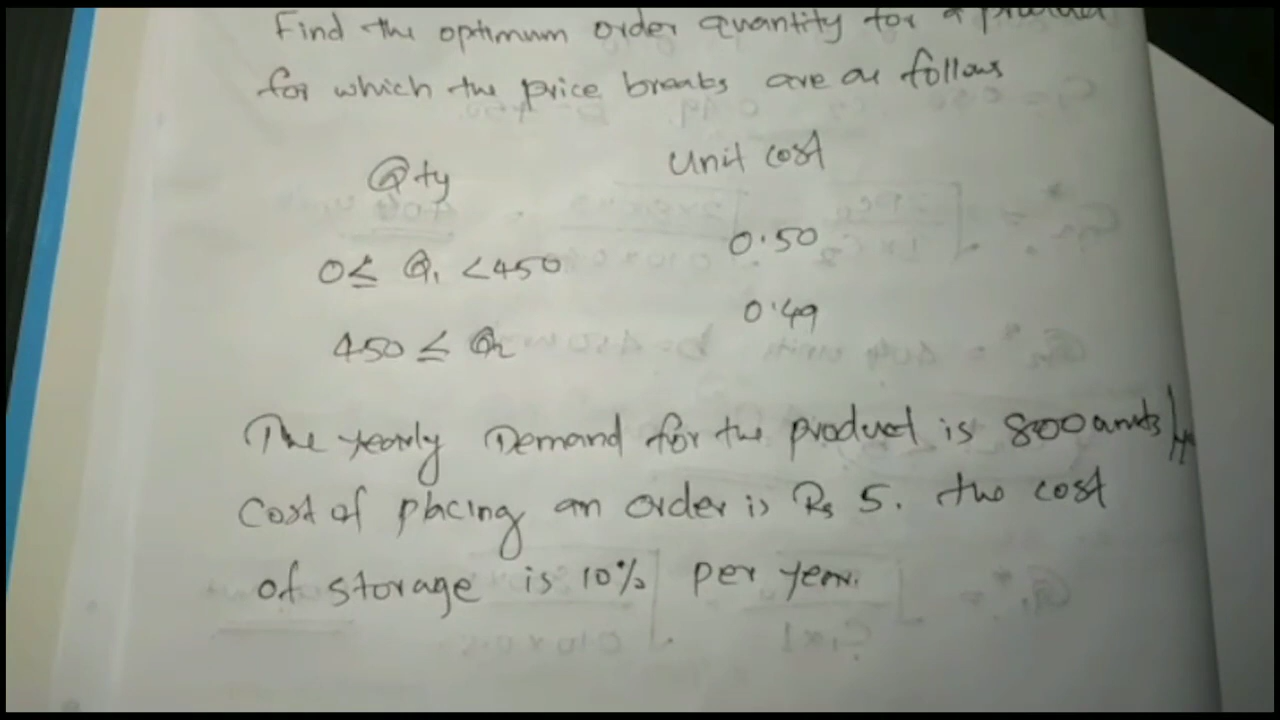 Find the optimum order quantity for a product
for which the price breaks are as follows
Qty Unit cost
0≤ Q₁ <450 0.50
450 ≤ Q₂ 0.49
The yearly Demand for the product is 800 units/yr
Cost of placing an order is Rs 5. the cost
of storage is 10% per year.